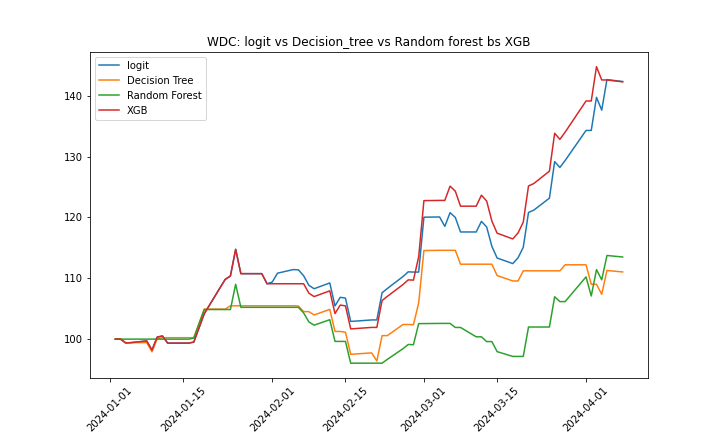 WDC: logit vs Decision_tree vs Random forest bs XGB
logit
Decision Tree
Random Forest
XGB
140
130
120
110
100
2024-01-01
2024-01-15
2024-02-01
2024-02-15
2024-03-01
2024-03-15
2024-04-01